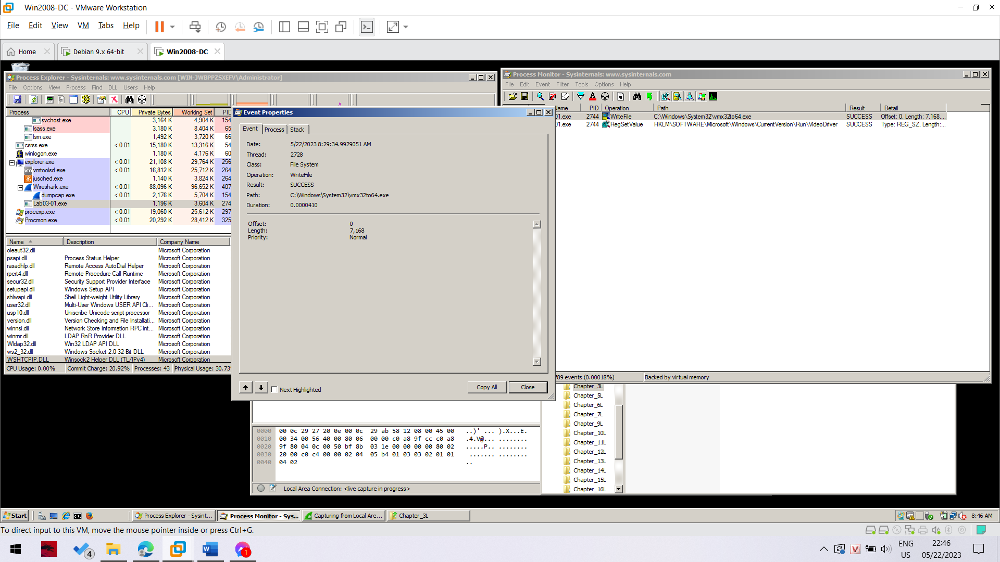 Win2008-DC - VMware Workstation
File Edit View VM Tabs Help
Home Debian 9.x 64-bit Win2008-DC
Process Explorer - Sysinternals: www.sysinternals.com [WIN-JWBPPZSXEFV\Administrator]
File Options View Process Find DLL Users Help
Process CPU Private Bytes Working Set PID
svchost.exe 3,164 K 4,904 K 154
lsass.exe 3,180 K 8,404 K 65
lsm.exe 1,492 K 3,720 K 66
csrss.exe < 0.01 15,180 K 13,316 K 54
winlogon.exe 1,180 K 4,176 K 60
explorer.exe < 0.01 21,108 K 29,764 K 256
vmtoolsd.exe < 0.01 16,812 K 25,712 K 264
jusched.exe 1,140 K 3,824 K 264
Wireshark.exe < 0.01 88,096 K 96,652 K 407
dumpcap.exe < 0.01 2,176 K 5,704 K 154
Lab03-01.exe 1,196 K 3,604 K 274
procexp.exe < 0.01 19,060 K 25,612 K 297
Procmon.exe < 0.01 20,292 K 28,412 K 325
Name Description Company Name
oleaut32.dll Microsoft Corporation
psapi.dll Process Status Helper Microsoft Corporation
rasadhlp.dll Remote Access AutoDial Helper Microsoft Corporation
rpcrt4.dll Remote Procedure Call Runtime Microsoft Corporation
secur32.dll Security Support Provider Interface Microsoft Corporation
setupapi.dll Windows Setup API Microsoft Corporation
shlwapi.dll Shell Light-weight Utility Library Microsoft Corporation
user32.dll Multi-User Windows USER API Cli... Microsoft Corporation
usp10.dll Uniscribe Unicode script processor Microsoft Corporation
version.dll Version Checking and File Installati... Microsoft Corporation
winnsi.dll Network Store Information RPC int... Microsoft Corporation
winrnr.dll LDAP RnR Provider DLL Microsoft Corporation
Wldap32.dll Win32 LDAP API DLL Microsoft Corporation
ws2_32.dll Windows Socket 2.0 32-Bit DLL Microsoft Corporation
WSHTCPIP.DLL Winsock2 Helper DLL (TL/IPv4) Microsoft Corporation
CPU Usage: 0.00% Commit Charge: 20.92% Processes: 43 Physical Usage: 30.73%
Event Properties
Event Process Stack
Date: 5/22/2023 8:29:34.9929051 AM
Thread: 2728
Class: File System
Operation: WriteFile
Result: SUCCESS
Path: C:\Windows\System32\vmx32to64.exe
Duration: 0.0000410
Offset: 0
Length: 7,168
Priority: Normal
Next Highlighted Copy All Close
Process Monitor - Sysinternals: www.sysinternals.com
File Edit Event Filter Tools Options Help
Name PID Operation Path Result Detail
01.exe 2744 WriteFile C:\Windows\System32\vmx32to64.exe SUCCESS Offset: 0, Length: 7,168,...
01.exe 2744 RegSetValue HKLM\SOFTWARE\Microsoft\Windows\CurrentVersion\Run\VideoDriver SUCCESS Type: REG_SZ, Length:...
789 events (0.00018%) Backed by virtual memory
Chapter_3L
Chapter_5L
Chapter_6L
Chapter_7L
Chapter_9L
Chapter_10L
Chapter_11L
Chapter_12L
Chapter_13L
Chapter_14L
Chapter_15L
Chapter_16L
0000 00 0c 29 27 20 0e 00 0c 29 ab 58 12 08 00 45 00 ..)' ... ).X...E.
0010 00 34 00 56 40 00 80 06 00 00 c0 a8 9f cc c0 a8 .4.V@... ........
0020 9f 80 04 0c 00 50 bf 8b 03 1e 00 00 00 00 80 02 .....P.. ........
0030 20 00 c0 c4 00 00 02 04 05 b4 01 03 03 02 01 01 ....... ........
0040 04 02 ..
Local Area Connection: <live capture in progress>
Start Process Explorer - Sysint... Process Monitor - Sys... Capturing from Local Are... Chapter_3L 8:46 AM
To direct input to this VM, move the mouse pointer inside or press Ctrl+G.
4 1 ENG US 22:46 05/22/2023